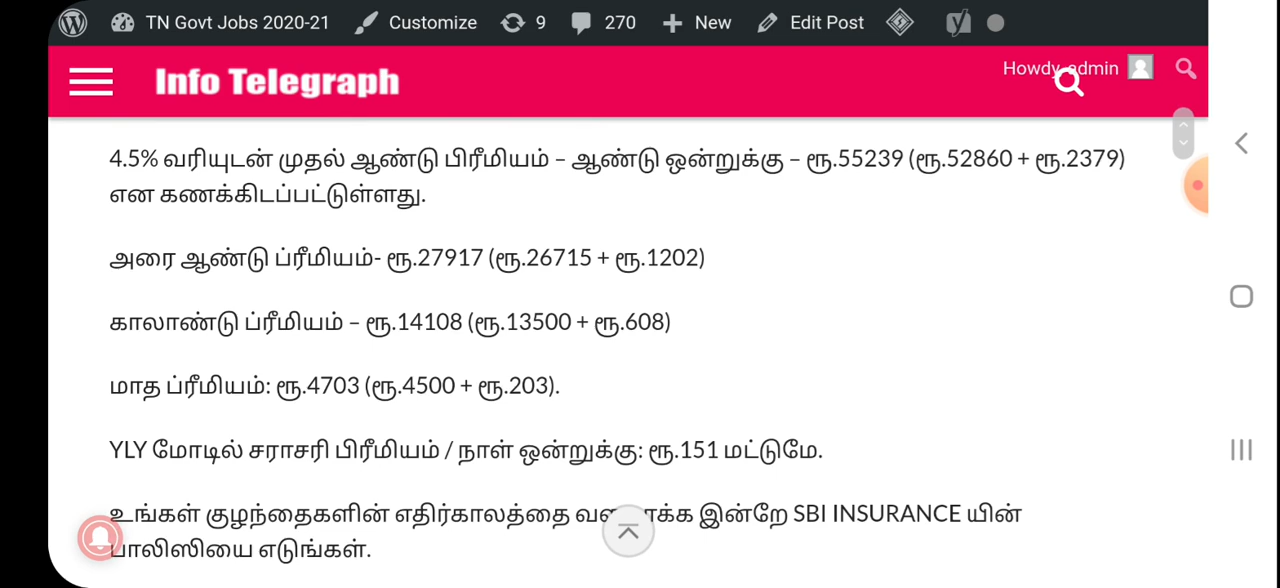 TN Govt Jobs 2020-21 Customize 9 270 New Edit Post
Info Telegraph
Howdy, admin
4.5% வரியுடன் முதல் ஆண்டு பிரீமியம் – ஆண்டு ஒன்றுக்கு – ரூ.55239 (ரூ.52860 + ரூ.2379)
என கணக்கிடப்பட்டுள்ளது.
அரை ஆண்டு ப்ரீமியம்- ரூ.27917 (ரூ.26715 + ரூ.1202)
காலாண்டு ப்ரீமியம் – ரூ.14108 (ரூ.13500 + ரூ.608)
மாத ப்ரீமியம்: ரூ.4703 (ரூ.4500 + ரூ.203).
YLY மோடில் சராசரி பிரீமியம் / நாள் ஒன்றுக்கு: ரூ.151 மட்டுமே.
உங்கள் குழந்தைகளின் எதிர்காலத்தை இன்றே SBI INSURANCE யின்
பாலிஸியை எடுங்கள்.